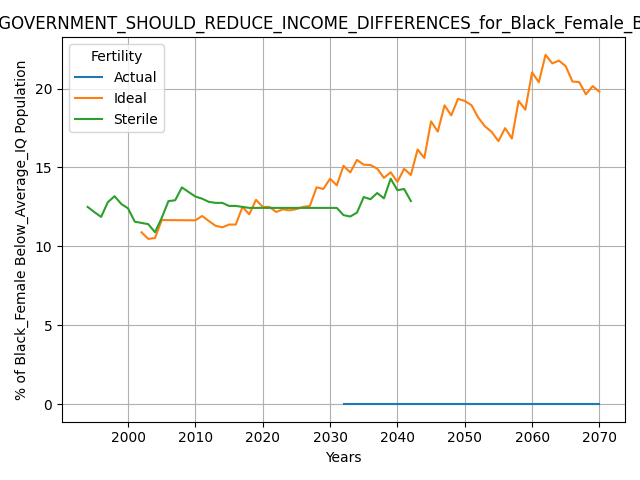 GOVERNMENT_SHOULD_REDUCE_INCOME_DIFFERENCES_for_Black_Female_B
Fertility
Actual
Ideal
Sterile
% of Black_Female Below_Average_IQ Population
20
15
10
5
0
2000 2010 2020 2030 2040 2050 2060 2070
Years